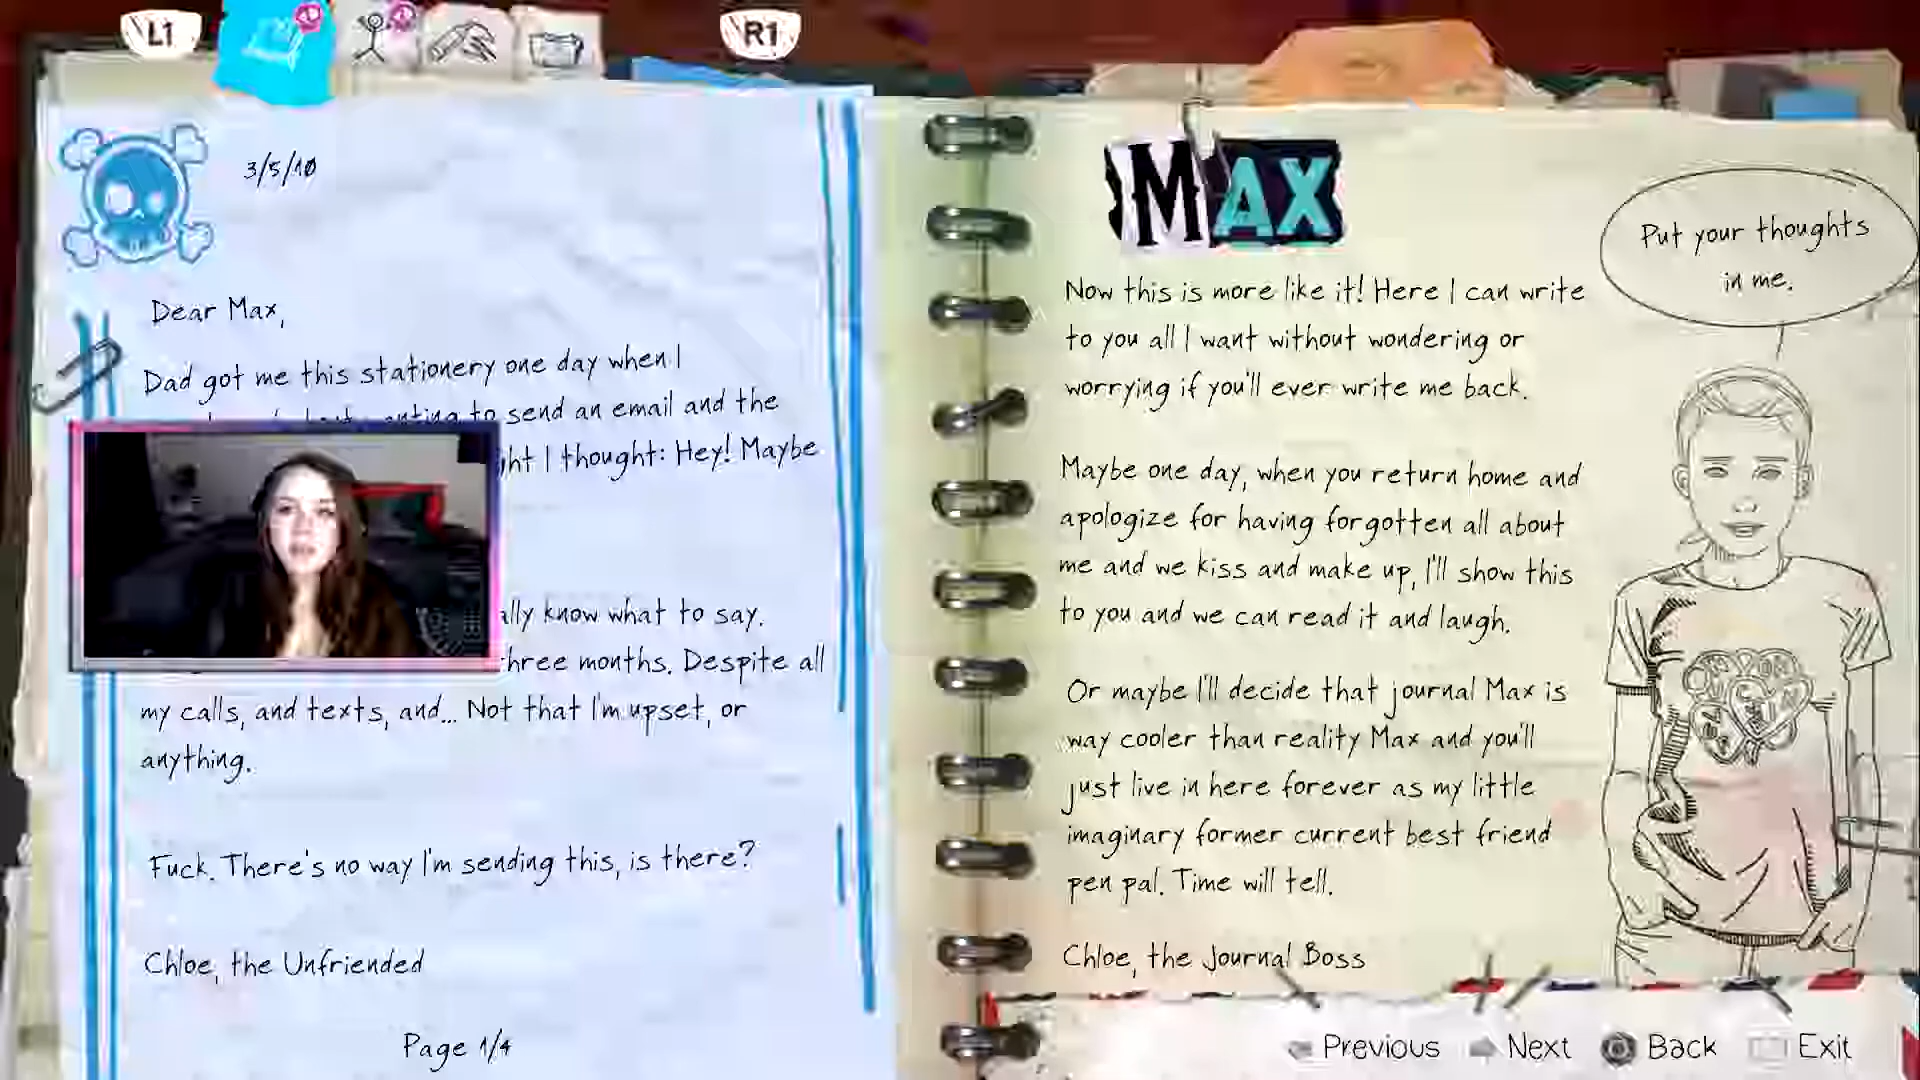 L1
R1
3/5/10
Dear Max,
Dad got me this stationery one day when I
to send an email and the
I thought: Hey! Maybe
know what to say.
three months. Despite all
my calls, and texts, and... Not that I'm upset, or
anything.
Fuck. There's no way I'm sending this, is there?
Chloe, the Unfriended
Page 1/4
MAX
Put your thoughts
in me.
Now this is more like it! Here I can write
to you all I want without wondering or
worrying if you'll ever write me back.
Maybe one day, when you return home and
apologize for having forgotten all about
me and we kiss and make up, I'll show this
to you and we can read it and laugh.
Or maybe I'll decide that journal Max is
way cooler than reality Max and you'll
just live in here forever as my little
imaginary former current best friend
pen pal. Time will tell.
Chloe, the Journal Boss
Previous Next Back Exit